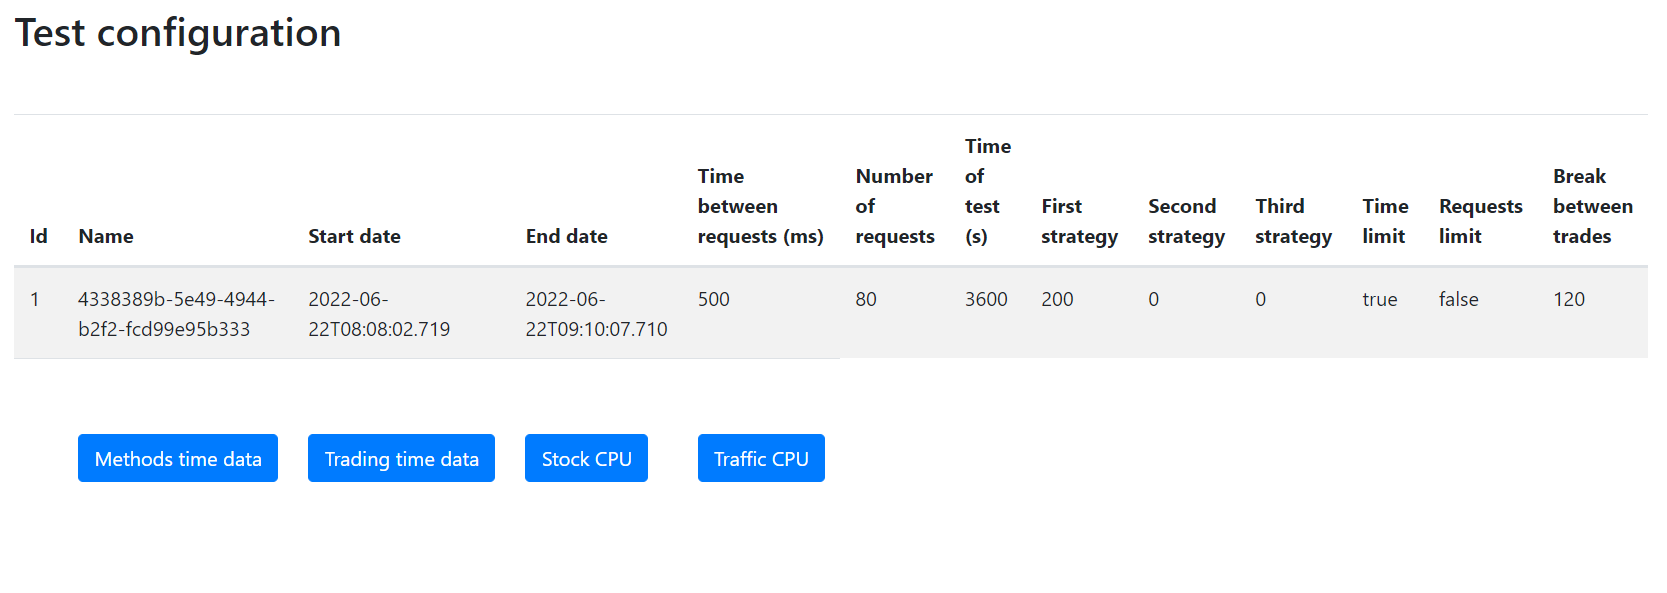 Test configuration
Id Name Start date End date Time between requests (ms) Number of requests Time of test (s) First strategy Second strategy Third strategy Time limit Requests limit Break between trades
1 4338389b-5e49-4944- 2022-06- 2022-06- 500 80 3600 200 0 0 true false 120
b2f2-fcd99e95b333 22T08:08:02.719 22T09:10:07.710
Methods time data Trading time data Stock CPU Traffic CPU